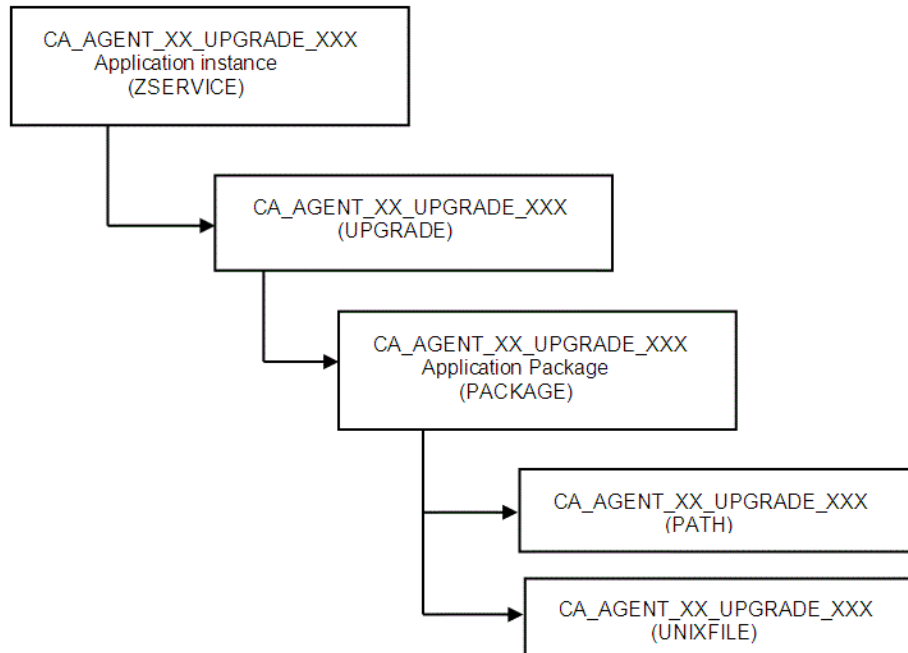 CA_AGENT_XX_UPGRADE_XXX
Application instance
(ZSERVICE)
CA_AGENT_XX_UPGRADE_XXX
(UPGRADE)
CA_AGENT_XX_UPGRADE_XXX
Application Package
(PACKAGE)
CA_AGENT_XX_UPGRADE_XXX
(PATH)
CA_AGENT_XX_UPGRADE_XXX
(UNIXFILE)